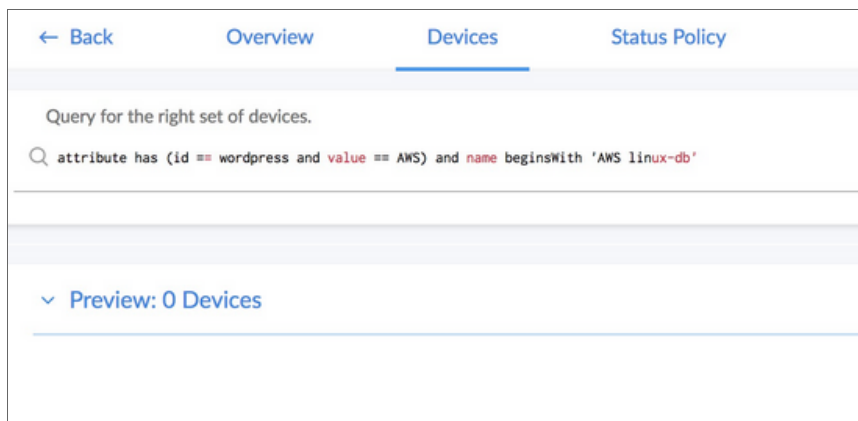 ← Back Overview Devices Status Policy
Query for the right set of devices.
attribute has (id == wordpress and value == AWS) and name beginsWith 'AWS linux-db'
Preview: 0 Devices